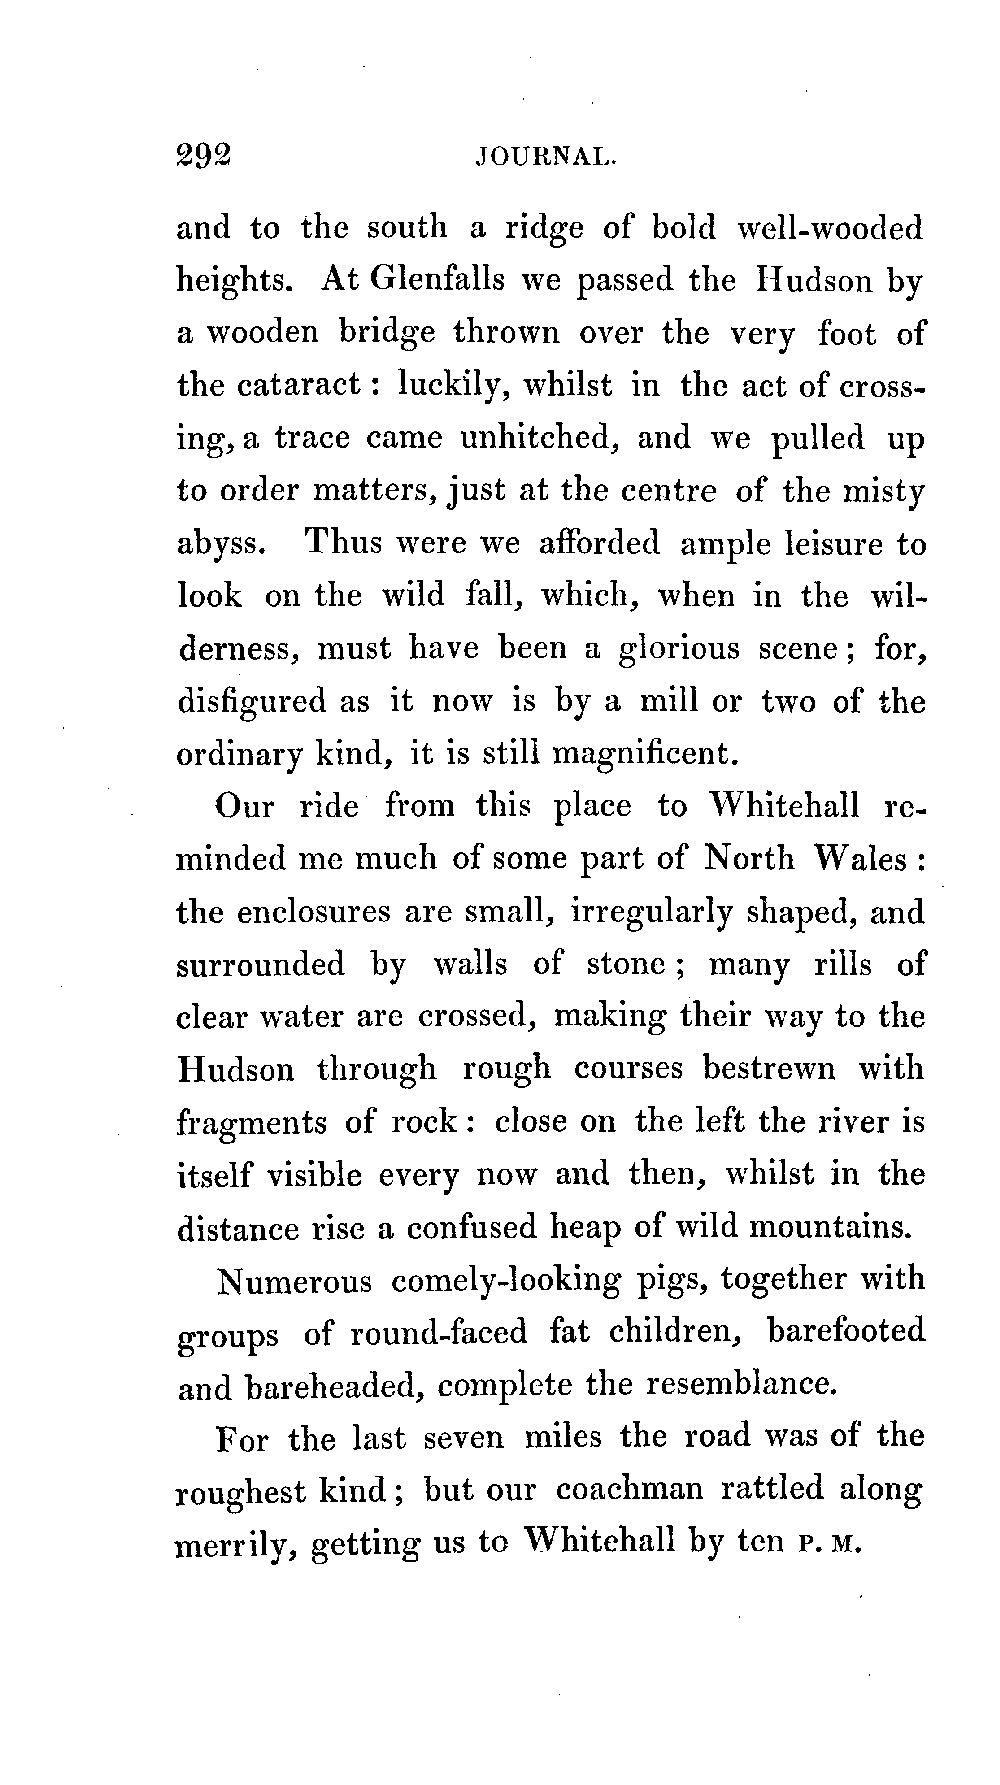 292 JOURNAL.
and to the south a ridge of bold well-wooded
heights. At Glenfalls we passed the Hudson by
a wooden bridge thrown over the very foot of
the cataract : luckily, whilst in the act of cross-
ing, a trace came unhitched, and we pulled up
to order matters, just at the centre of the misty
abyss. Thus were we afforded ample leisure to
look on the wild fall, which, when in the wil-
derness, must have been a glorious scene ; for,
disfigured as it now is by a mill or two of the
ordinary kind, it is still magnificent.
Our ride from this place to Whitehall re-
minded me much of some part of North Wales :
the enclosures are small, irregularly shaped, and
surrounded by walls of stone ; many rills of
clear water are crossed, making their way to the
Hudson through rough courses bestrewn with
fragments of rock : close on the left the river is
itself visible every now and then, whilst in the
distance rise a confused heap of wild mountains.
Numerous comely-looking pigs, together with
groups of round-faced fat children, barefooted
and bareheaded, complete the resemblance.
For the last seven miles the road was of the
roughest kind ; but our coachman rattled along
merrily, getting us to Whitehall by ten P. M.